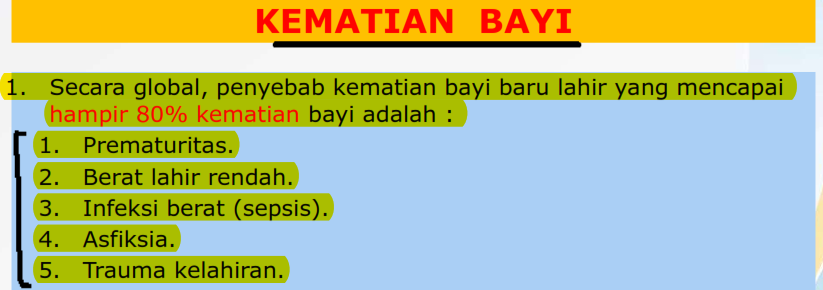 KEMATIAN BAYI
1. Secara global, penyebab kematian bayi baru lahir yang mencapai
hampir 80% kematian bayi adalah :
1. Prematuritas.
2. Berat lahir rendah.
3. Infeksi berat (sepsis).
4. Asfiksia.
5. Trauma kelahiran.